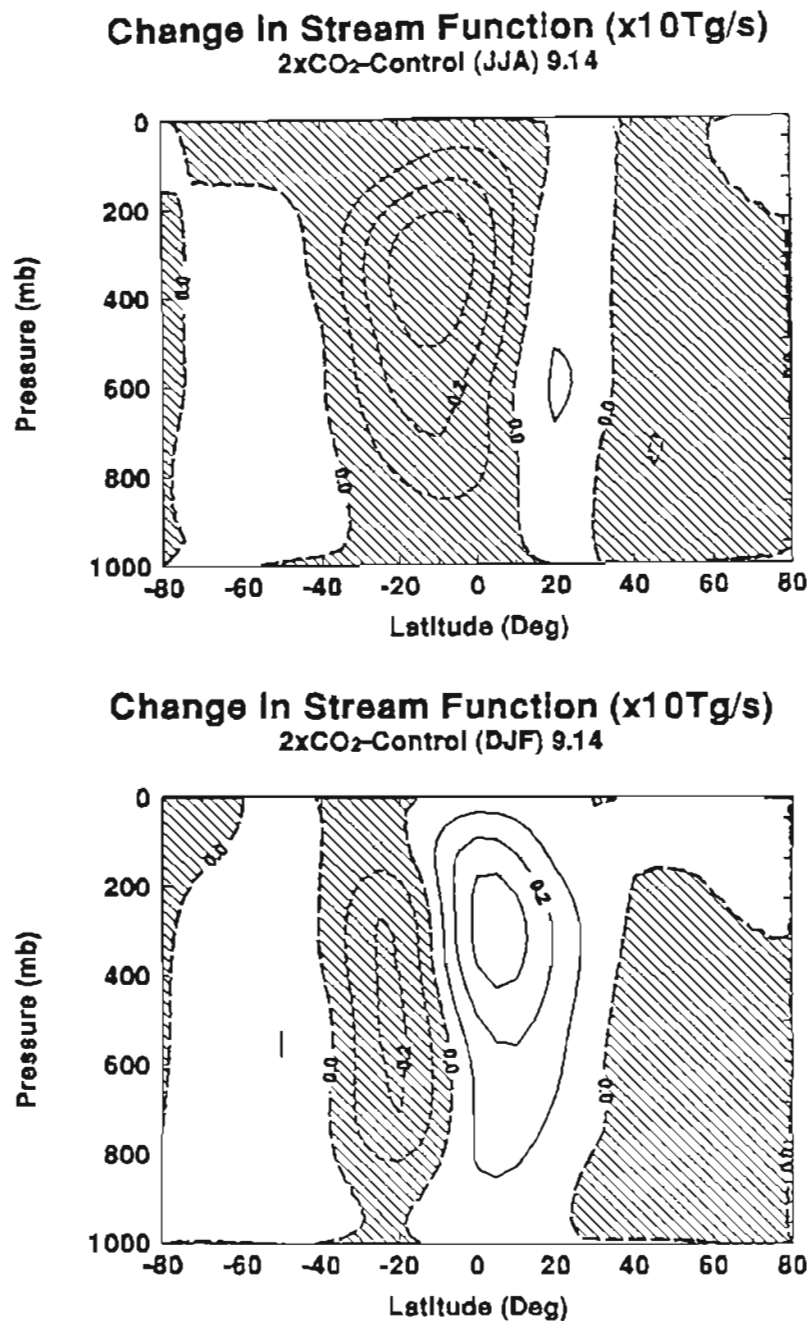 Change in Stream Function (x10Tg/s)
2xCO₂-Control (JJA) 9.14
0
200
400
600
800
1000
Pressure (mb)
0.0
0.2
0.0
0.0
0.0
-80 -60 -40 -20 0 20 40 60 80
Latitude (Deg)
Change in Stream Function (x10Tg/s)
2xCO₂-Control (DJF) 9.14
0
200
400
600
800
1000
Pressure (mb)
0.0
0.2
0.0
0.2
0.0
0.0
0.0
-80 -60 -40 -20 0 20 40 60 80
Latitude (Deg)